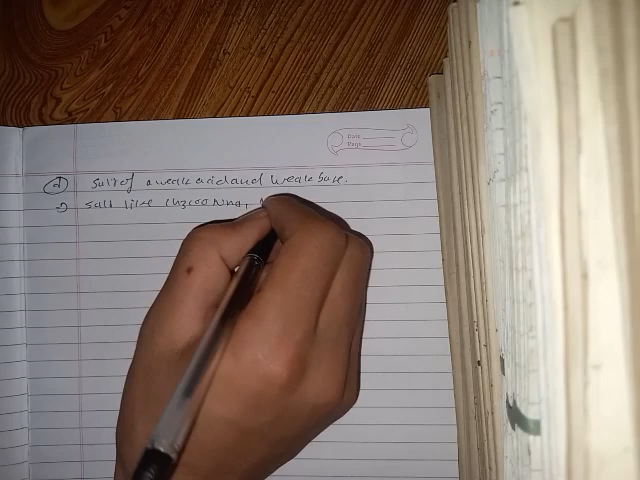 Date
Page
d) salt of a weak acid and weak base.
salt like CH3COONH4,